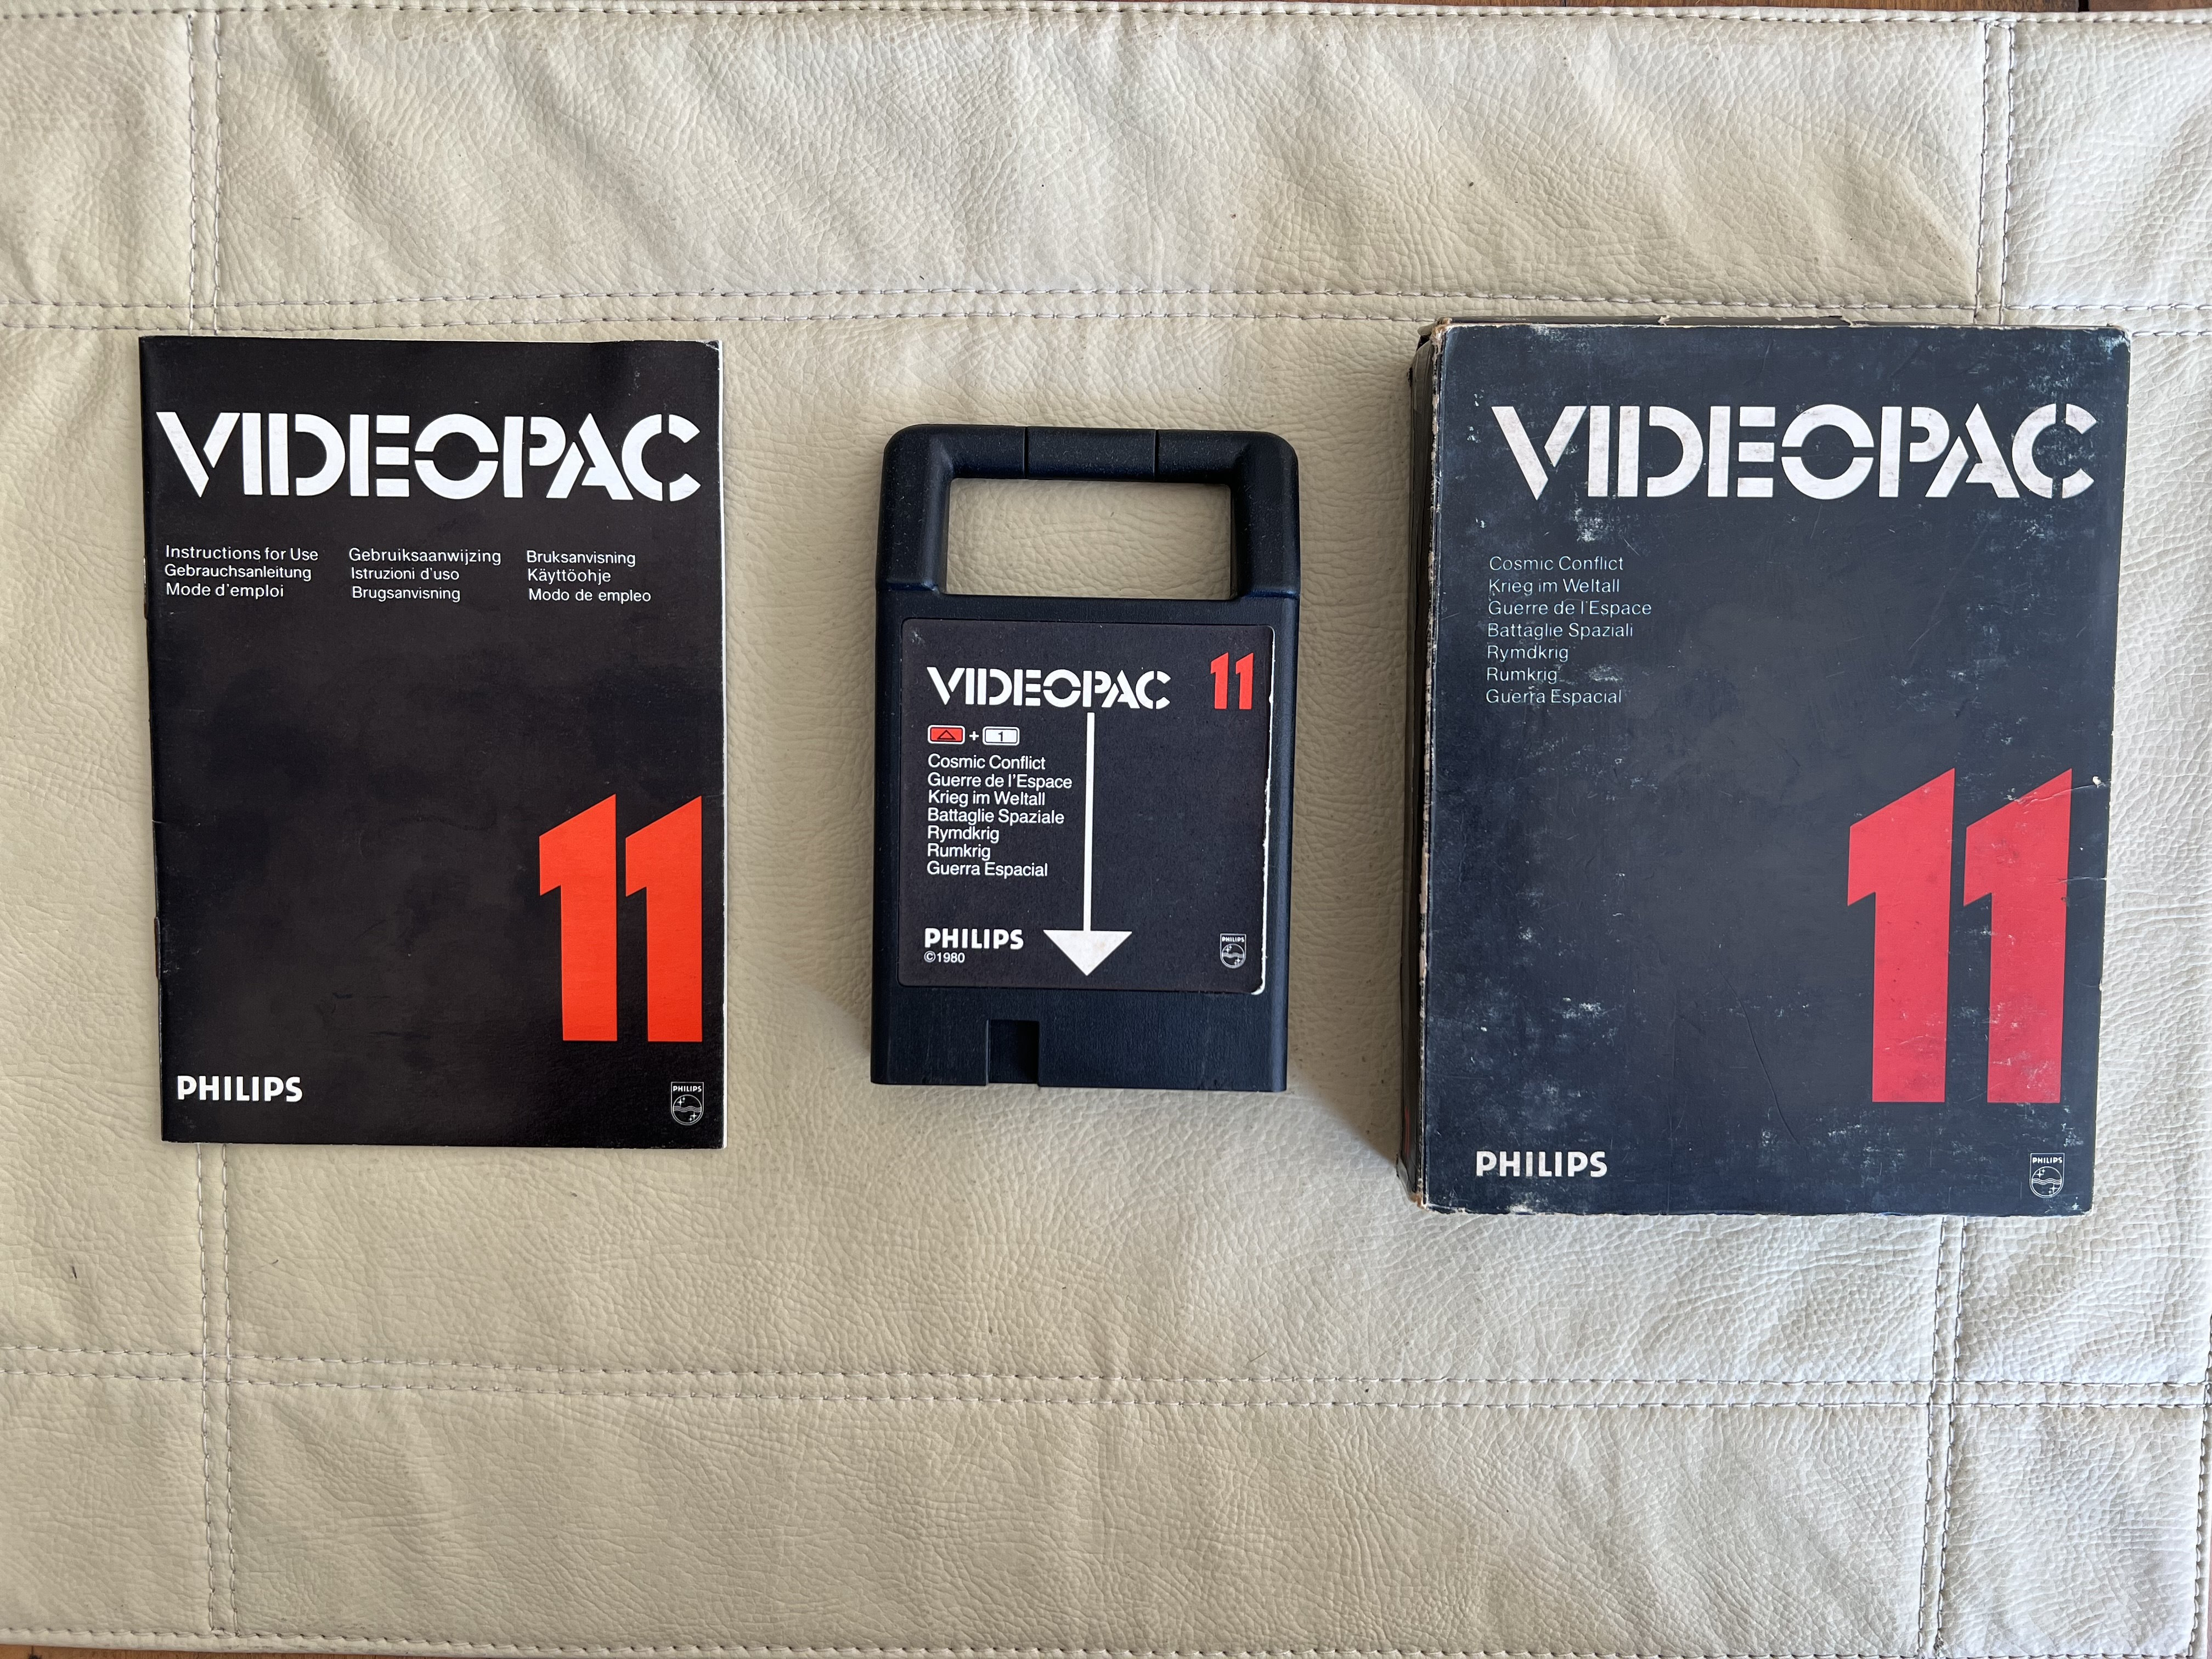 VIDEOPAC
Instructions for Use
Gebrauchsanleitung
Mode d'emploi
Gebruiksaanwijzing
Istruzioni d'uso
Brugsanvisning
Bruksanvisning
Käyttöohje
Modo de empleo
11
PHILIPS
PHILIPS
VIDEOPAC 11
+ 1
Cosmic Conflict
Guerre de l'Espace
Krieg im Weltall
Battaglie Spaziale
Rymdkrig
Rumkrig
Guerra Espacial
PHILIPS
©1980
PHILIPS
VIDEOPAC
Cosmic Conflict
Krieg im Weltall
Guerre de l'Espace
Battaglie Spaziali
Rymdkrig
Rumkrig
Guerra Espacial
11
PHILIPS
PHILIPS